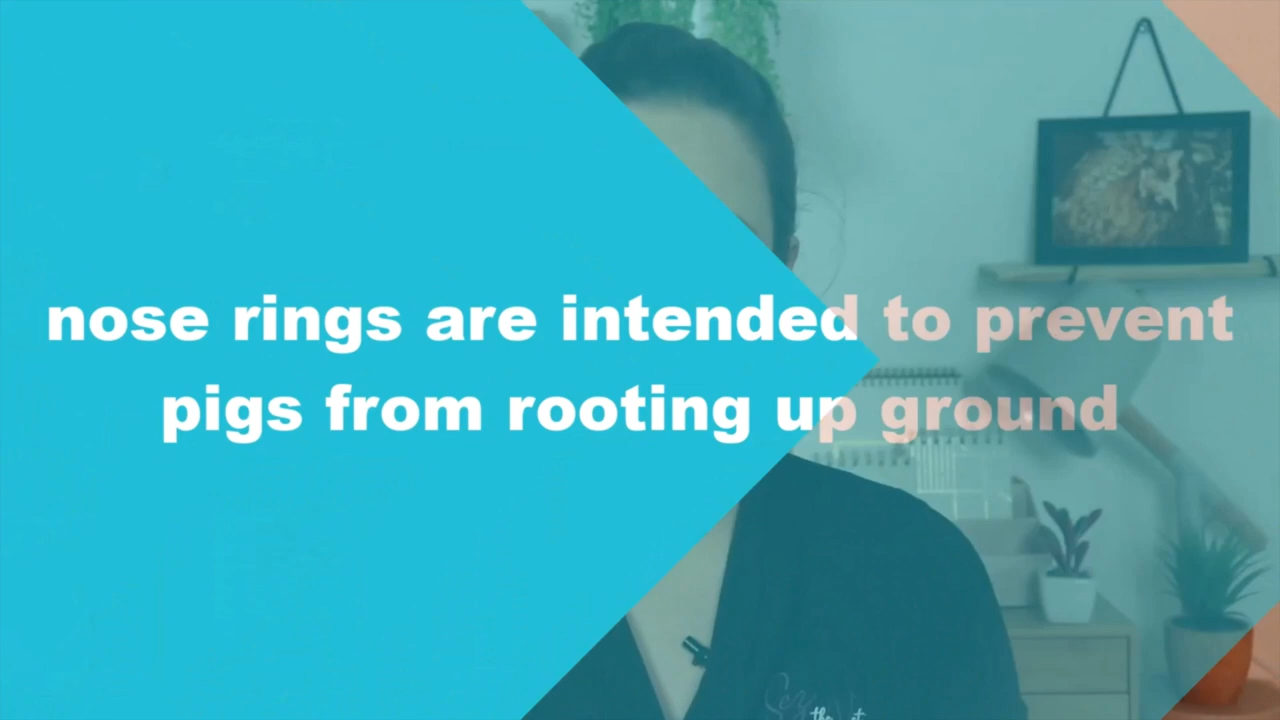 nose rings are intended to prevent
pigs from rooting up ground